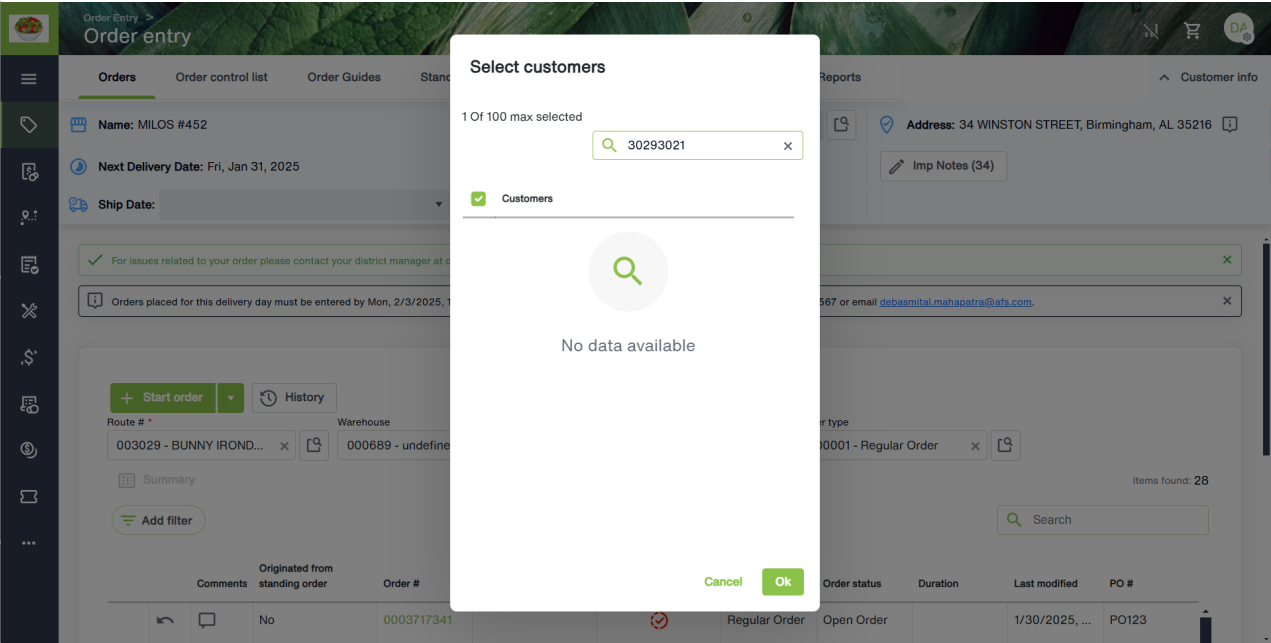 Order Entry >
Order entry
DA
Orders
Order control list
Order Guides
Stanc
Reports
Customer info
Name: MILOS #452
Address: 34 WINSTON STREET, Birmingham, AL 35216
Next Delivery Date: Fri, Jan 31, 2025
Imp Notes (34)
Ship Date:
Select customers
1 Of 100 max selected
30293021
Customers
No data available
Cancel
Ok
For issues related to your order please contact your district manager at c
Orders placed for this delivery day must be entered by Mon, 2/3/2025, 1
567 or email debasmital.mahapatra@afs.com.
Start order
History
Route # *
Warehouse
er type
003029 - BUNNY IROND...
000689 - undefine
00001 - Regular Order
Summary
Items found: 28
Add filter
Search
Comments
Originated from
standing order
Order #
Order status
Duration
Last modified
PO #
No
0003717341
Regular Order
Open Order
1/30/2025, ...
PO123